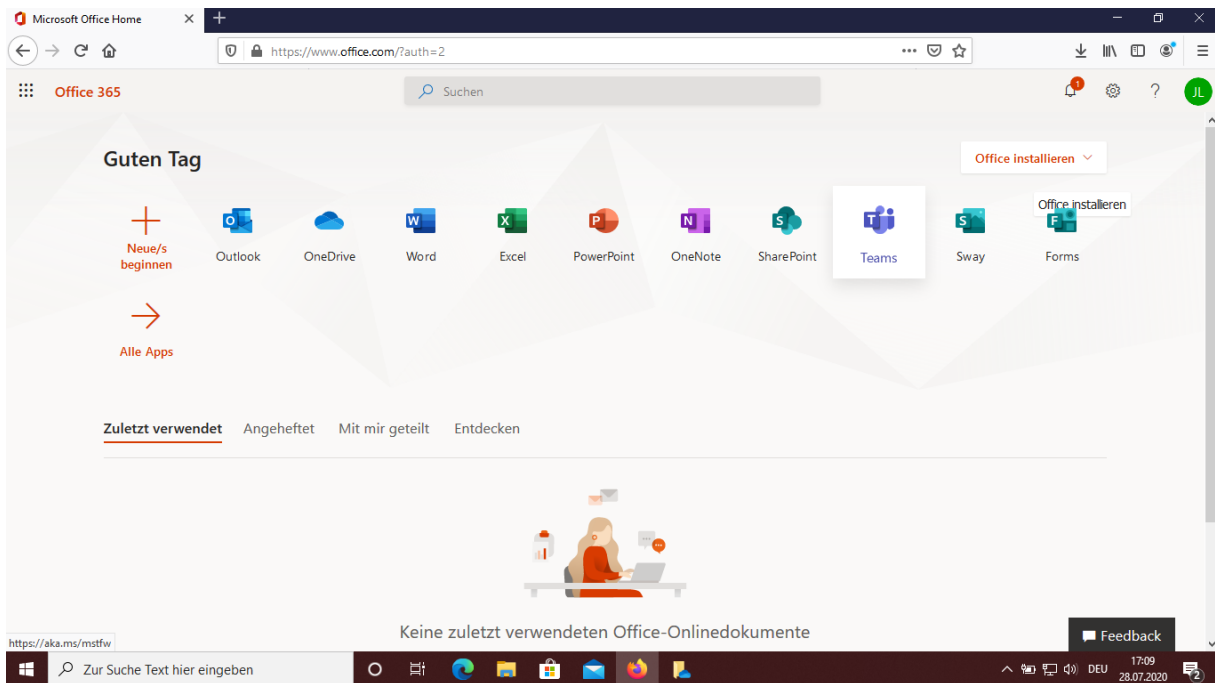 Microsoft Office Home
https://www.office.com/?auth=2
Office 365
Suchen
1
JL
Guten Tag
Office installieren
Office installieren
Neue/s beginnen
Outlook
OneDrive
Word
Excel
PowerPoint
OneNote
SharePoint
Teams
Sway
Forms
Alle Apps
Zuletzt verwendet Angeheftet Mit mir geteilt Entdecken
Keine zuletzt verwendeten Office-Onlinedokumente
Feedback
https://aka.ms/mstfw
Zur Suche Text hier eingeben
DEU
17:09
28.07.2020
2